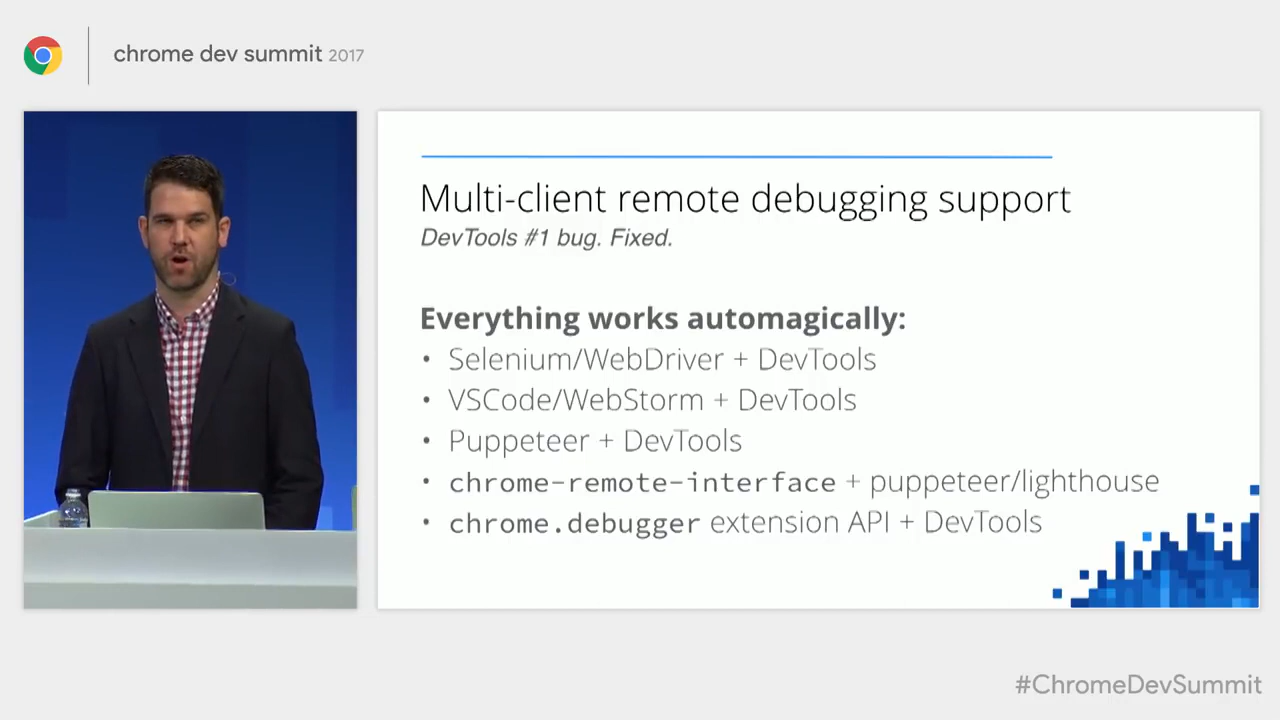 chrome dev summit 2017
Multi-client remote debugging support
DevTools #1 bug. Fixed.
Everything works automagically:
• Selenium/WebDriver + DevTools
• VSCode/WebStorm + DevTools
• Puppeteer + DevTools
• chrome-remote-interface + puppeteer/lighthouse
• chrome.debugger extension API + DevTools
#ChromeDevSummit